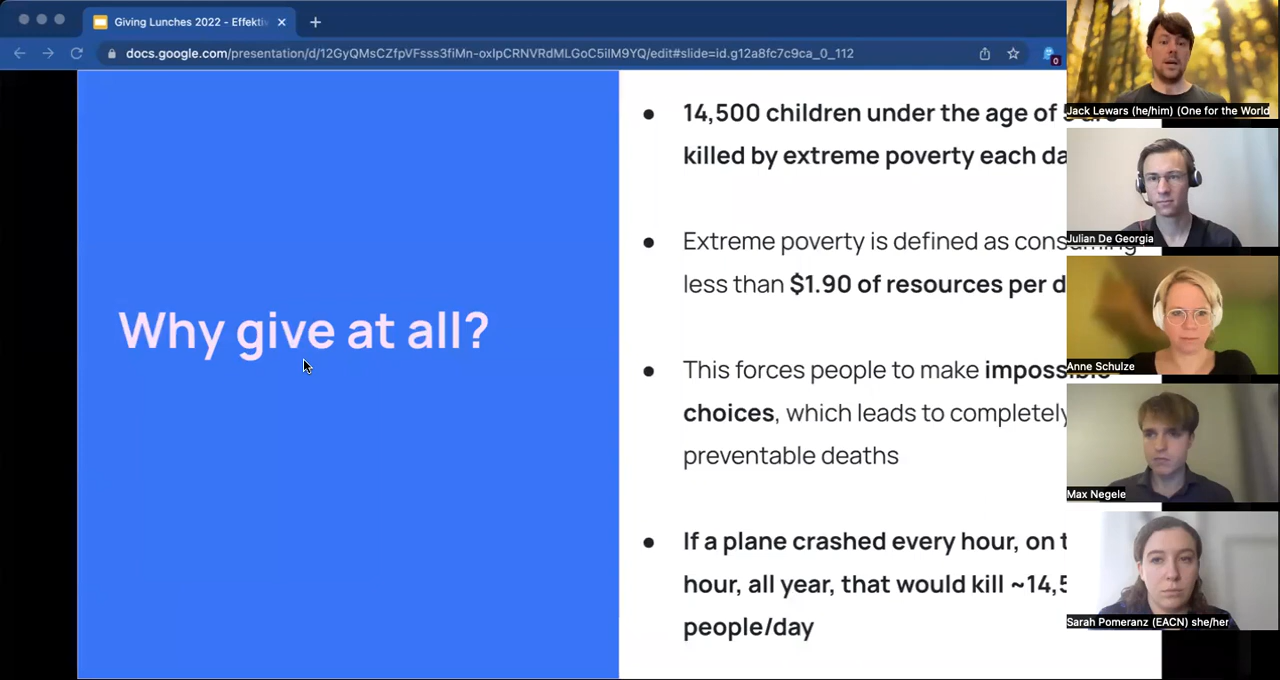 Giving Lunches 2022 - Effekti
docs.google.com/presentation/d/12GyQMsCZfpVFsss3fiMn-oxIpCRNVRdMLGoC5iIM9YQ/edit#slide=id.g12a8fc7c9ca_0_112
0
Why give at all?
14,500 children under the age of
killed by extreme poverty each da
Extreme poverty is defined as consuming
less than $1.90 of resources per d
This forces people to make impossible
choices, which leads to completely
preventable deaths
If a plane crashed every hour, on t
hour, all year, that would kill ~14,5
people/day
Jack Lewars (he/him) (One for the World
Julian De Georgia
Anne Schulze
Max Negele
Sarah Pomeranz (EACN) she/her